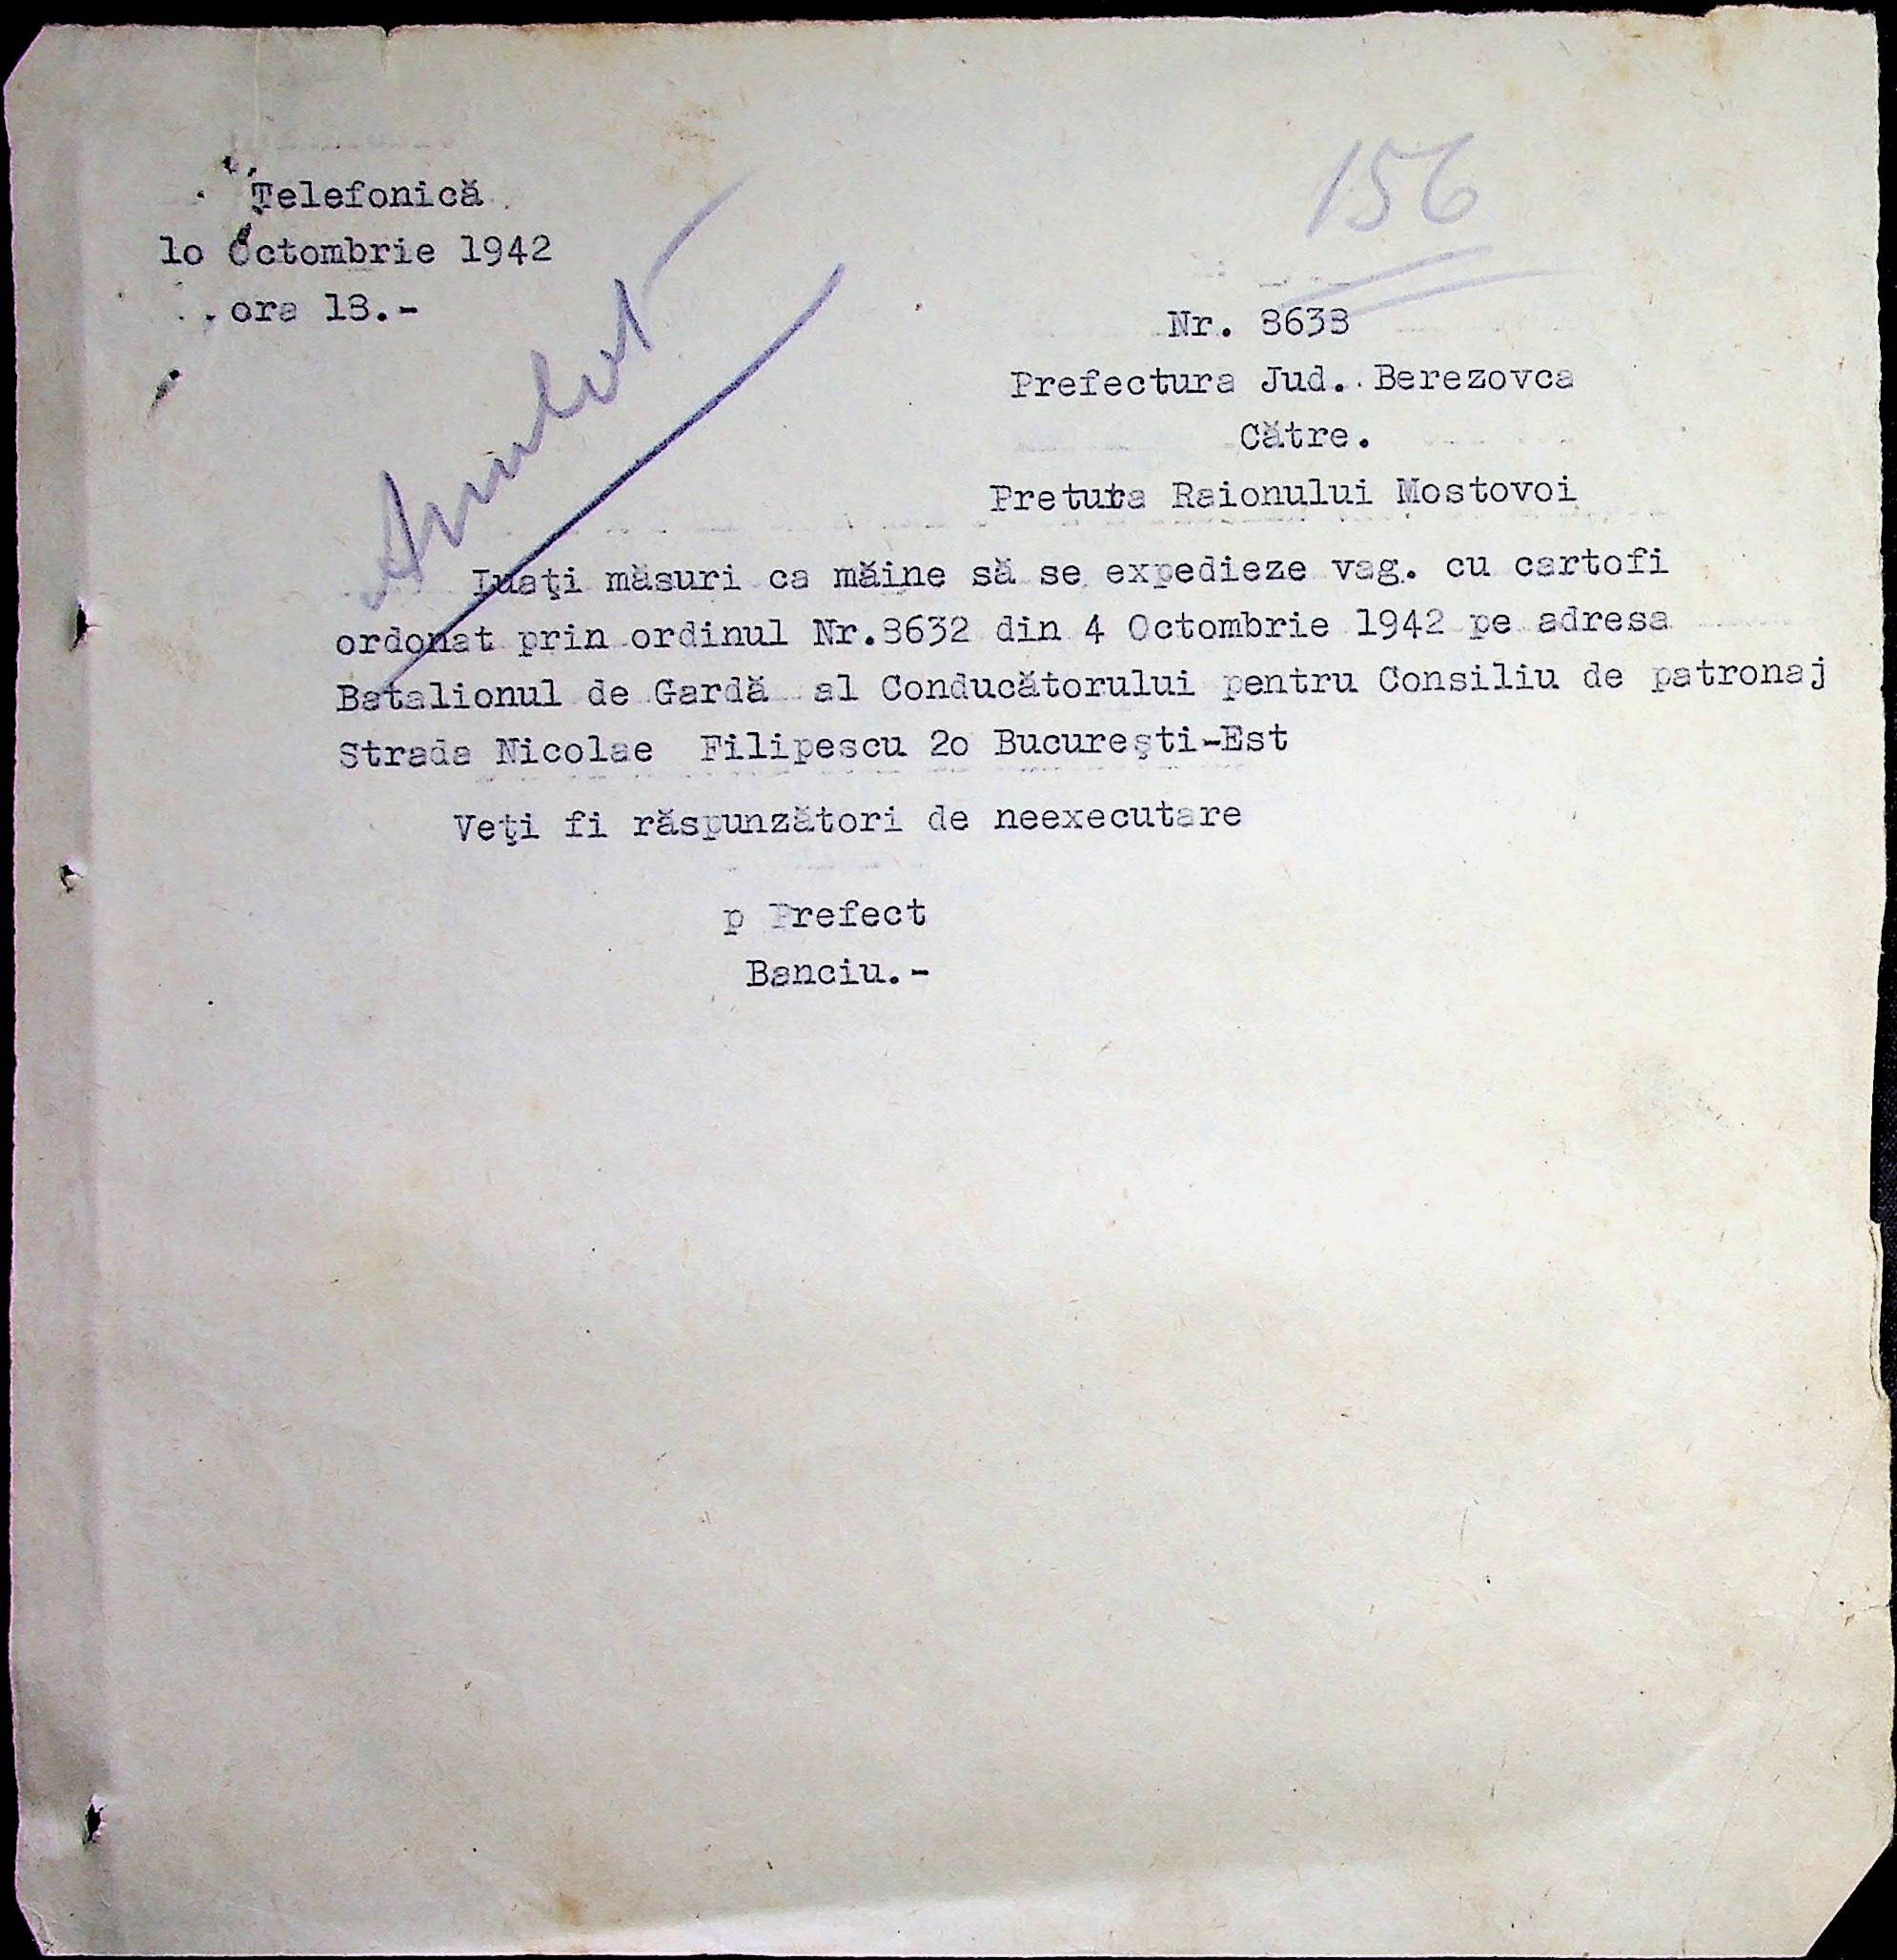 Telefonică
lo Octombrie 1942
ora 18.-
156
Nr. 8638
Prefectura Jud. Berezovca
Către.
Pretura Raionului Mostovoi
Luaţi măsuri ca măine să se expedieze vag. cu cartofi
ordonat prin ordinul Nr.8632 din 4 Octombrie 1942 pe adresa
Batalionul de Gardă al Conducătorului pentru Consiliu de patronaj
Strada Nicolae Filipescu 2o Bucureşti-Est
Veţi fi răspunzători de neexecutare
p Prefect
Banciu.-